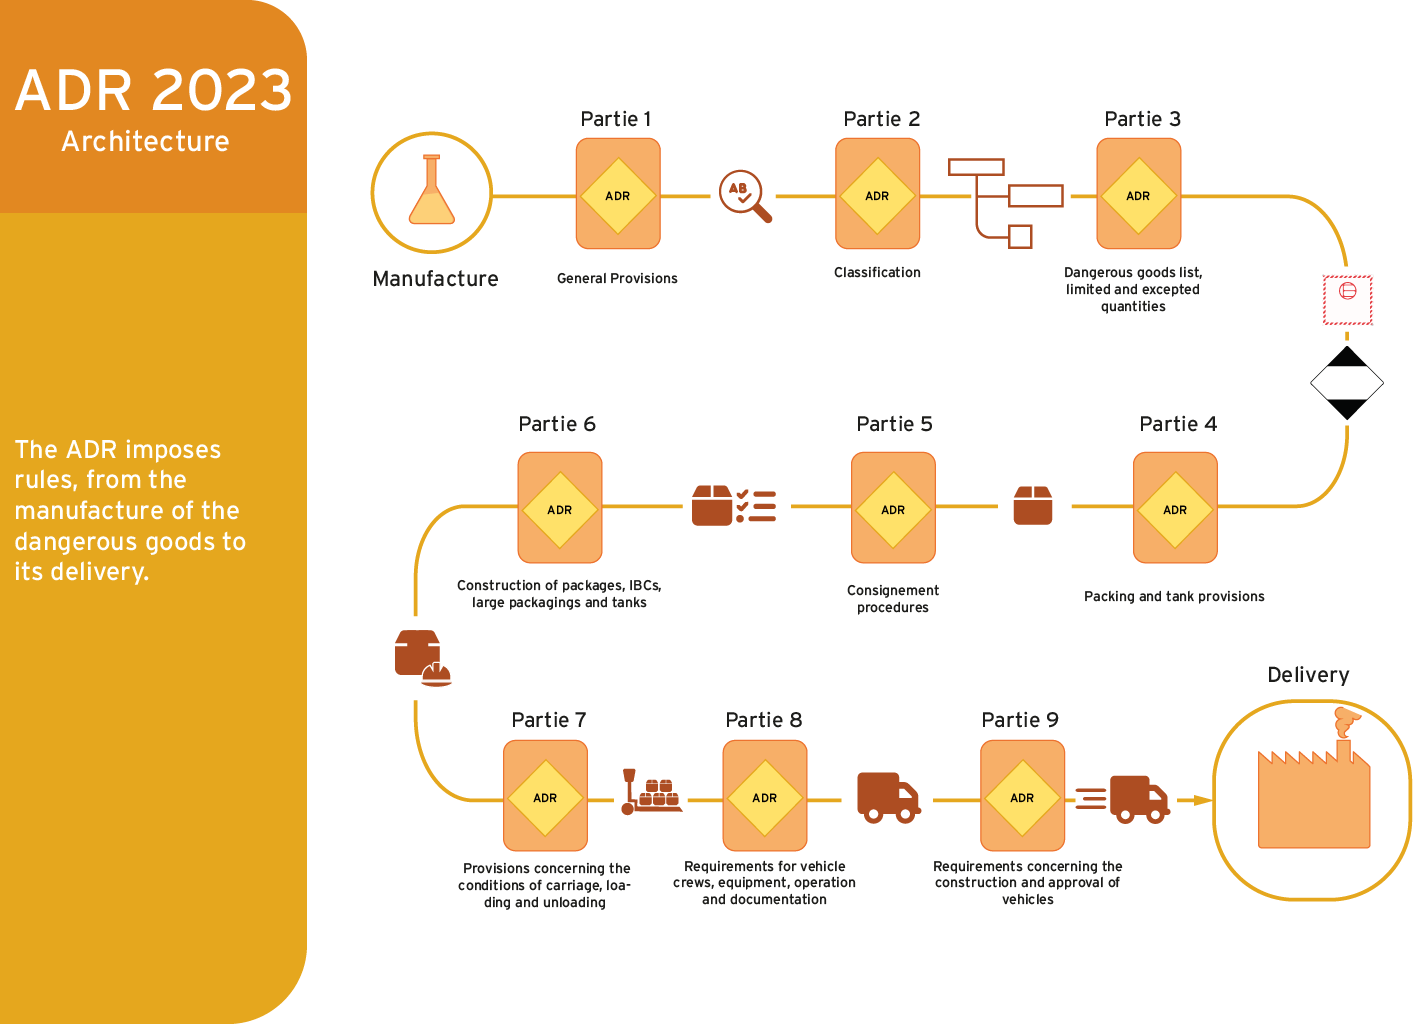 ADR 2023
Architecture
The ADR imposes
rules, from the
manufacture of the
dangerous goods to
its delivery.
Manufacture
Partie 1
ADR
General Provisions
AB
Partie 2
ADR
Classification
Partie 3
ADR
Dangerous goods list,
limited and excepted
quantities
Partie 4
ADR
Packing and tank provisions
Partie 5
ADR
Consignement
procedures
Partie 6
ADR
Construction of packages, IBCs,
large packagings and tanks
Partie 7
ADR
Provisions concerning the
conditions of carriage, loa-
ding and unloading
Partie 8
ADR
Requirements for vehicle
crews, equipment, operation
and documentation
Partie 9
ADR
Requirements concerning the
construction and approval of
vehicles
Delivery